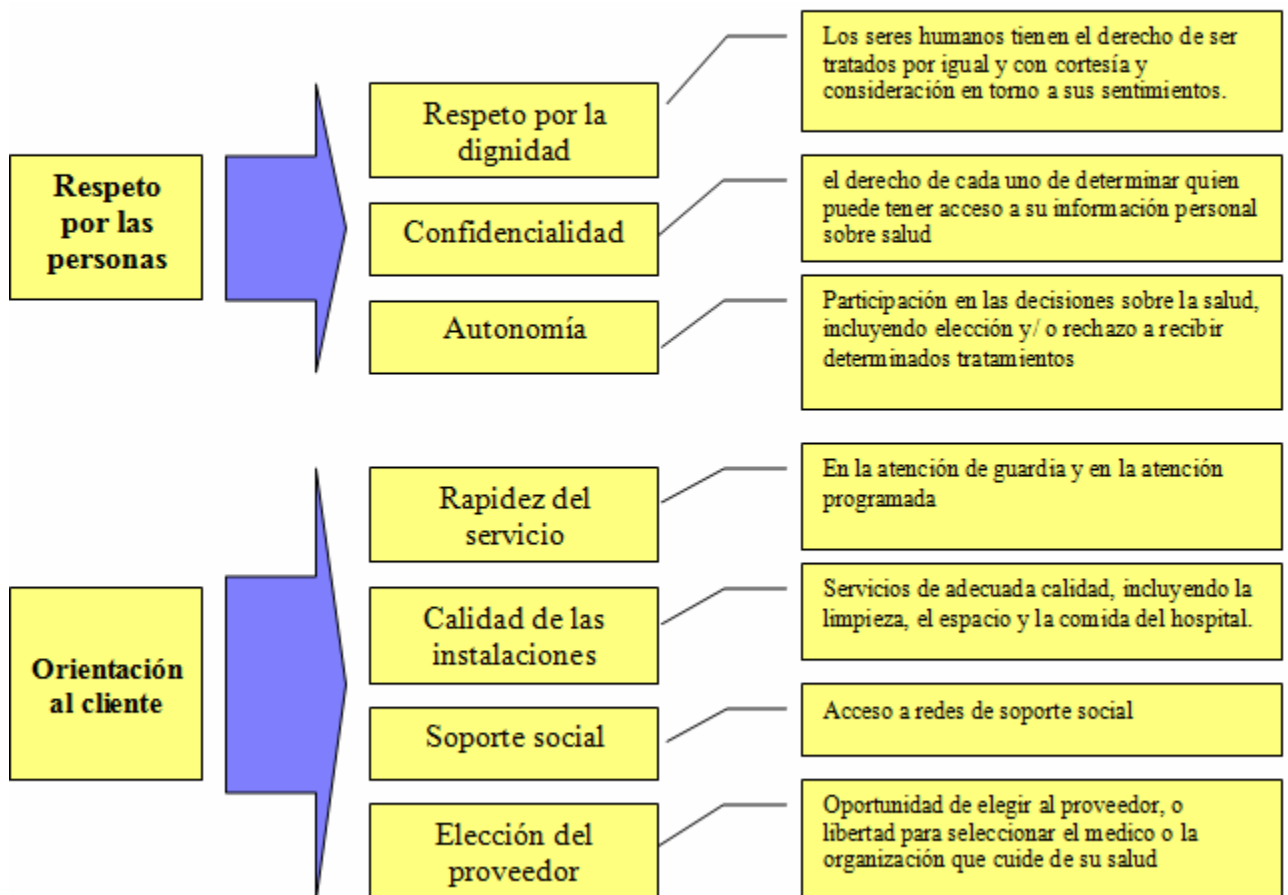 Respeto
por las
personas
Respeto por la
dignidad
Los seres humanos tienen el derecho de ser
tratados por igual y con cortesía y
consideración en torno a sus sentimientos.
Confidencialidad
el derecho de cada uno de determinar quien
puede tener acceso a su información personal
sobre salud
Autonomía
Participación en las decisiones sobre la salud,
incluyendo elección y/ o rechazo a recibir
determinados tratamientos
Orientación
al cliente
Rapidez del
servicio
En la atención de guardia y en la atención
programada
Calidad de las
instalaciones
Servicios de adecuada calidad, incluyendo la
limpieza, el espacio y la comida del hospital.
Soporte social
Acceso a redes de soporte social
Elección del
proveedor
Oportunidad de elegir al proveedor, o
libertad para seleccionar el medico o la
organización que cuide de su salud